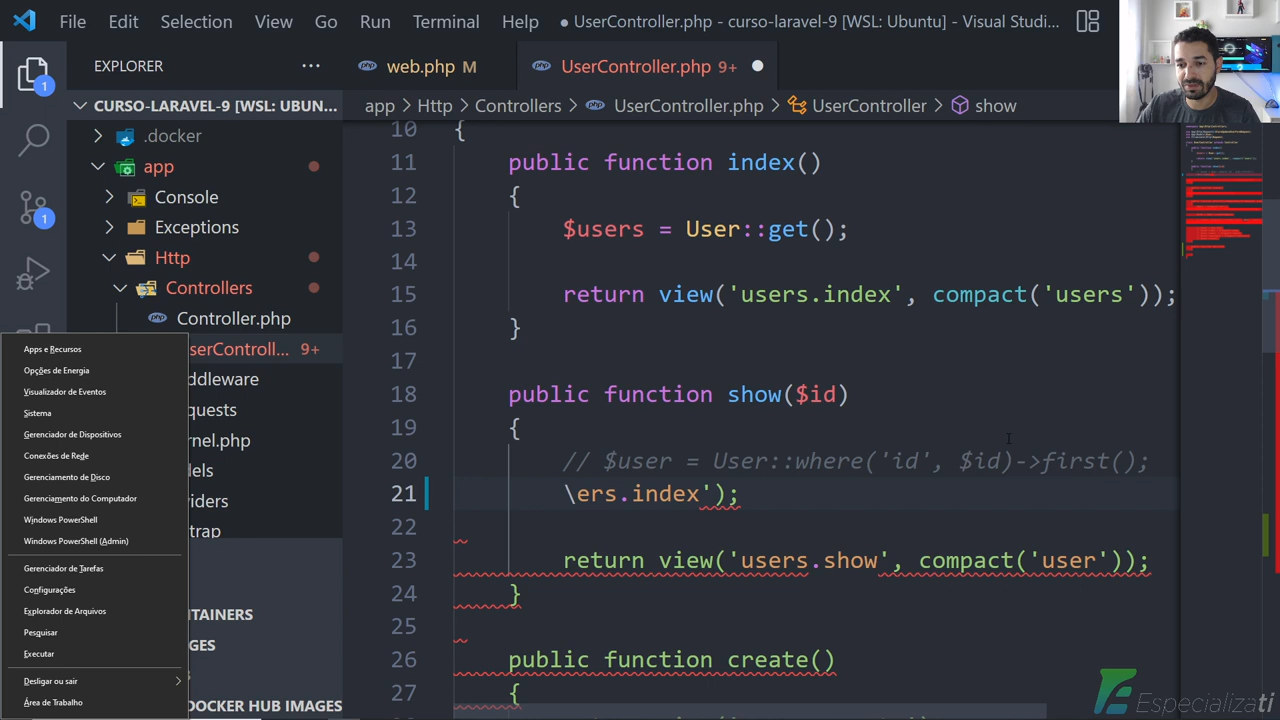 File Edit Selection View Go Run Terminal Help ● UserController.php - curso-laravel-9 [WSL: Ubuntu] - Visual Studi...
EXPLORER ...
web.php M
UserController.php 9+
CURSO-LARAVEL-9 [WSL: UBUN...
app > Http > Controllers > UserController.php > UserController > show
.docker
app
Console
Exceptions
Http
Controllers
Controller.php
serControll... 9+
ddleware
quests
rnel.php
els
viders
trap
NTAINERS
GES
DOCKER HUB IMAGES
1
1
Apps e Recursos
Opções de Energia
Visualizador de Eventos
Sistema
Gerenciador de Dispositivos
Conexões de Rede
Gerenciamento de Disco
Gerenciamento do Computador
Windows PowerShell
Windows PowerShell (Admin)
Gerenciador de Tarefas
Configurações
Explorador de Arquivos
Pesquisar
Executar
Desligar ou sair
Área de Trabalho
10 {
11 public function index()
12 {
13 $users = User::get();
14
15 return view('users.index', compact('users'));
16 }
17
18 public function show($id)
19 {
20 // $user = User::where('id', $id)->first();
21 \ers.index');
22
23 return view('users.show', compact('user'));
24 }
25
26 public function create()
27 {
Especializati